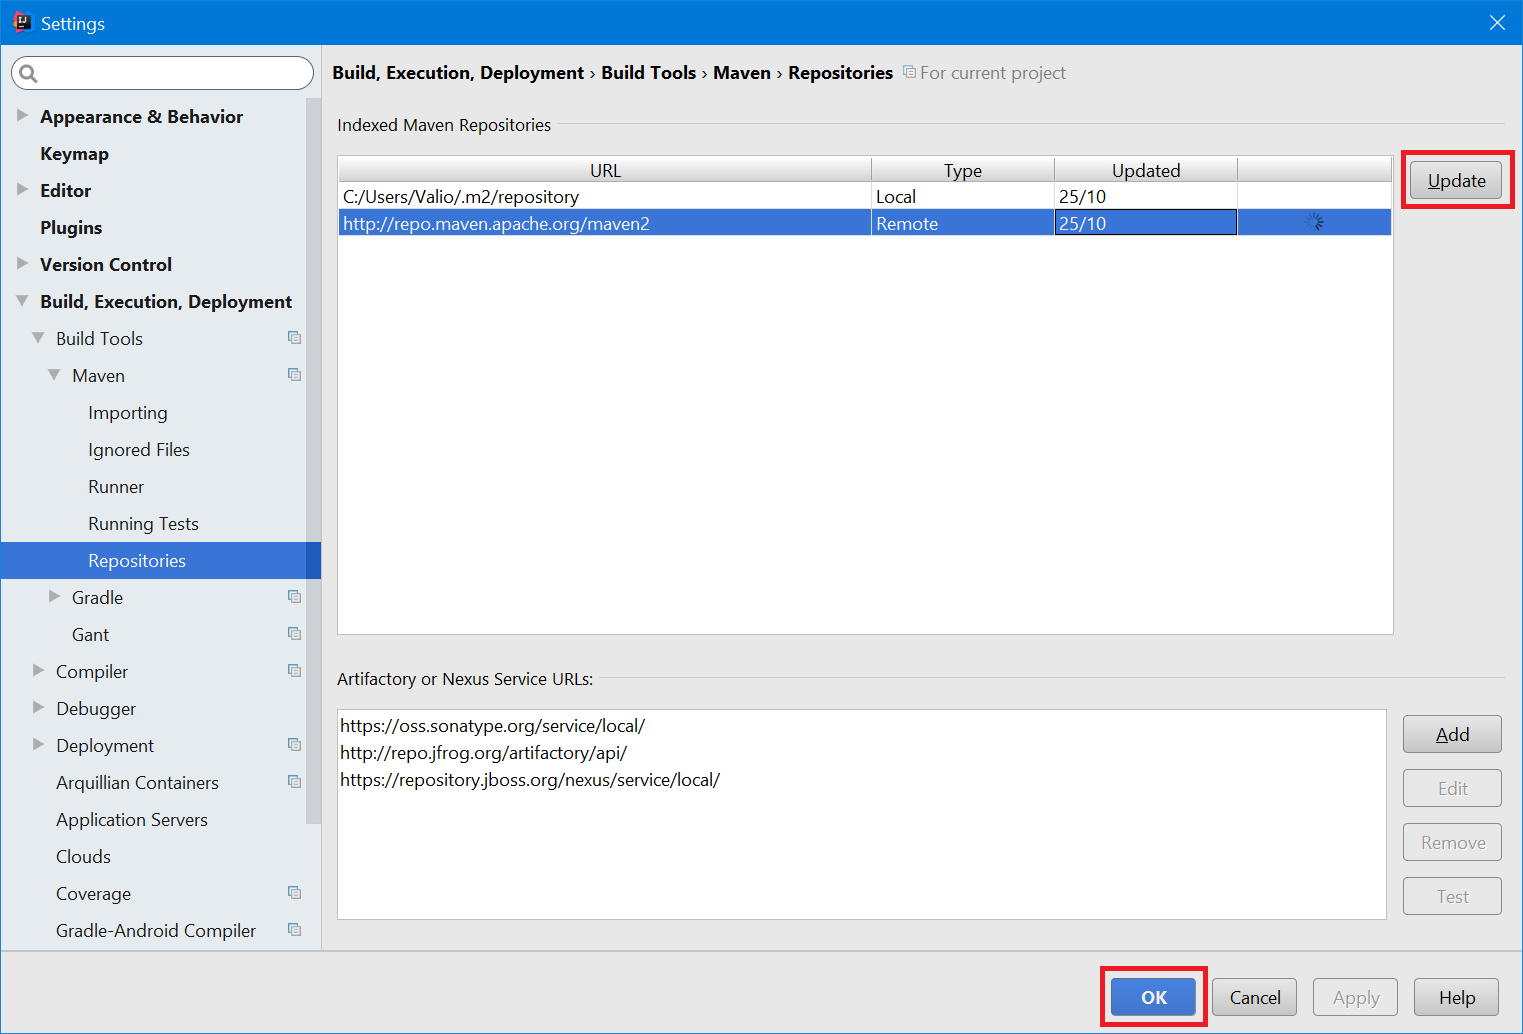 Settings
Build, Execution, Deployment › Build Tools › Maven › Repositories For current project
Appearance & Behavior
Keymap
Editor
Plugins
Version Control
Build, Execution, Deployment
Build Tools
Maven
Importing
Ignored Files
Runner
Running Tests
Repositories
Gradle
Gant
Compiler
Debugger
Deployment
Arquillian Containers
Application Servers
Clouds
Coverage
Gradle-Android Compiler
Indexed Maven Repositories
URL Type Updated
C:/Users/Valio/.m2/repository Local 25/10
http://repo.maven.apache.org/maven2 Remote 25/10
Update
Artifactory or Nexus Service URLs:
https://oss.sonatype.org/service/local/
http://repo.jfrog.org/artifactory/api/
https://repository.jboss.org/nexus/service/local/
Add
Edit
Remove
Test
OK Cancel Apply Help